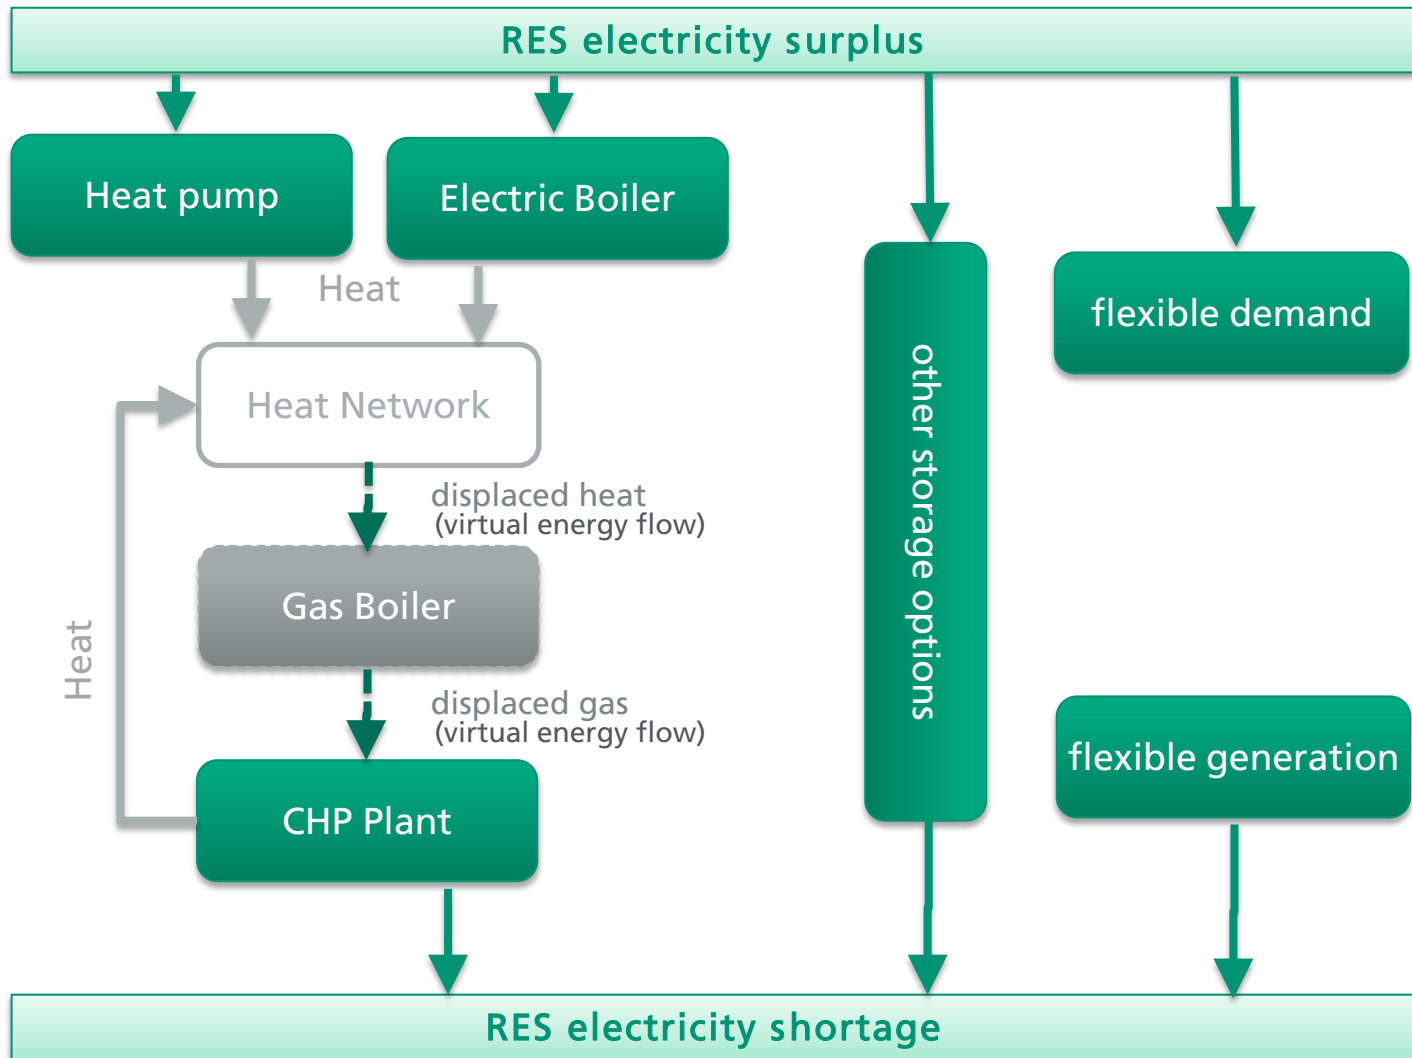 RES electricity surplus
Heat pump
Electric Boiler
Heat
flexible demand
other storage options
Heat Network
displaced heat
(virtual energy flow)
Gas Boiler
Heat
displaced gas
(virtual energy flow)
flexible generation
CHP Plant
RES electricity shortage